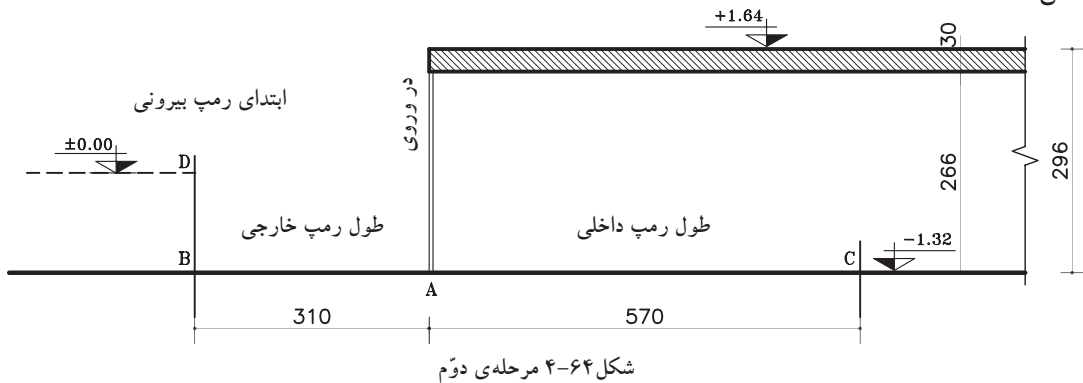 +1.64
30
ابتدای رمپ بیرونی
در وروی
±0.00
D
266
296
طول رمپ خارجی
طول رمپ داخلی
B
C
−1.32
A
310
570
شکل۶۴-۴ مرحله‌ی دوّم